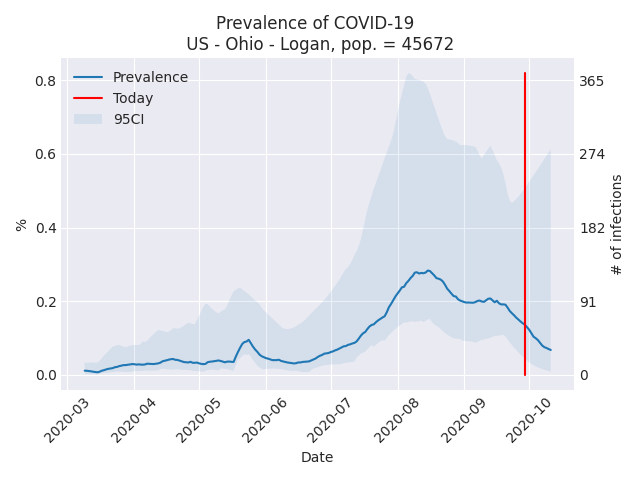 Prevalence of COVID-19
US - Ohio - Logan, pop. = 45672
Prevalence
Today
95CI
0.8
0.6
0.4
0.2
0.0
%
365
274
182
91
0
# of infections
2020-03
2020-04
2020-05
2020-06
2020-07
2020-08
2020-09
2020-10
Date